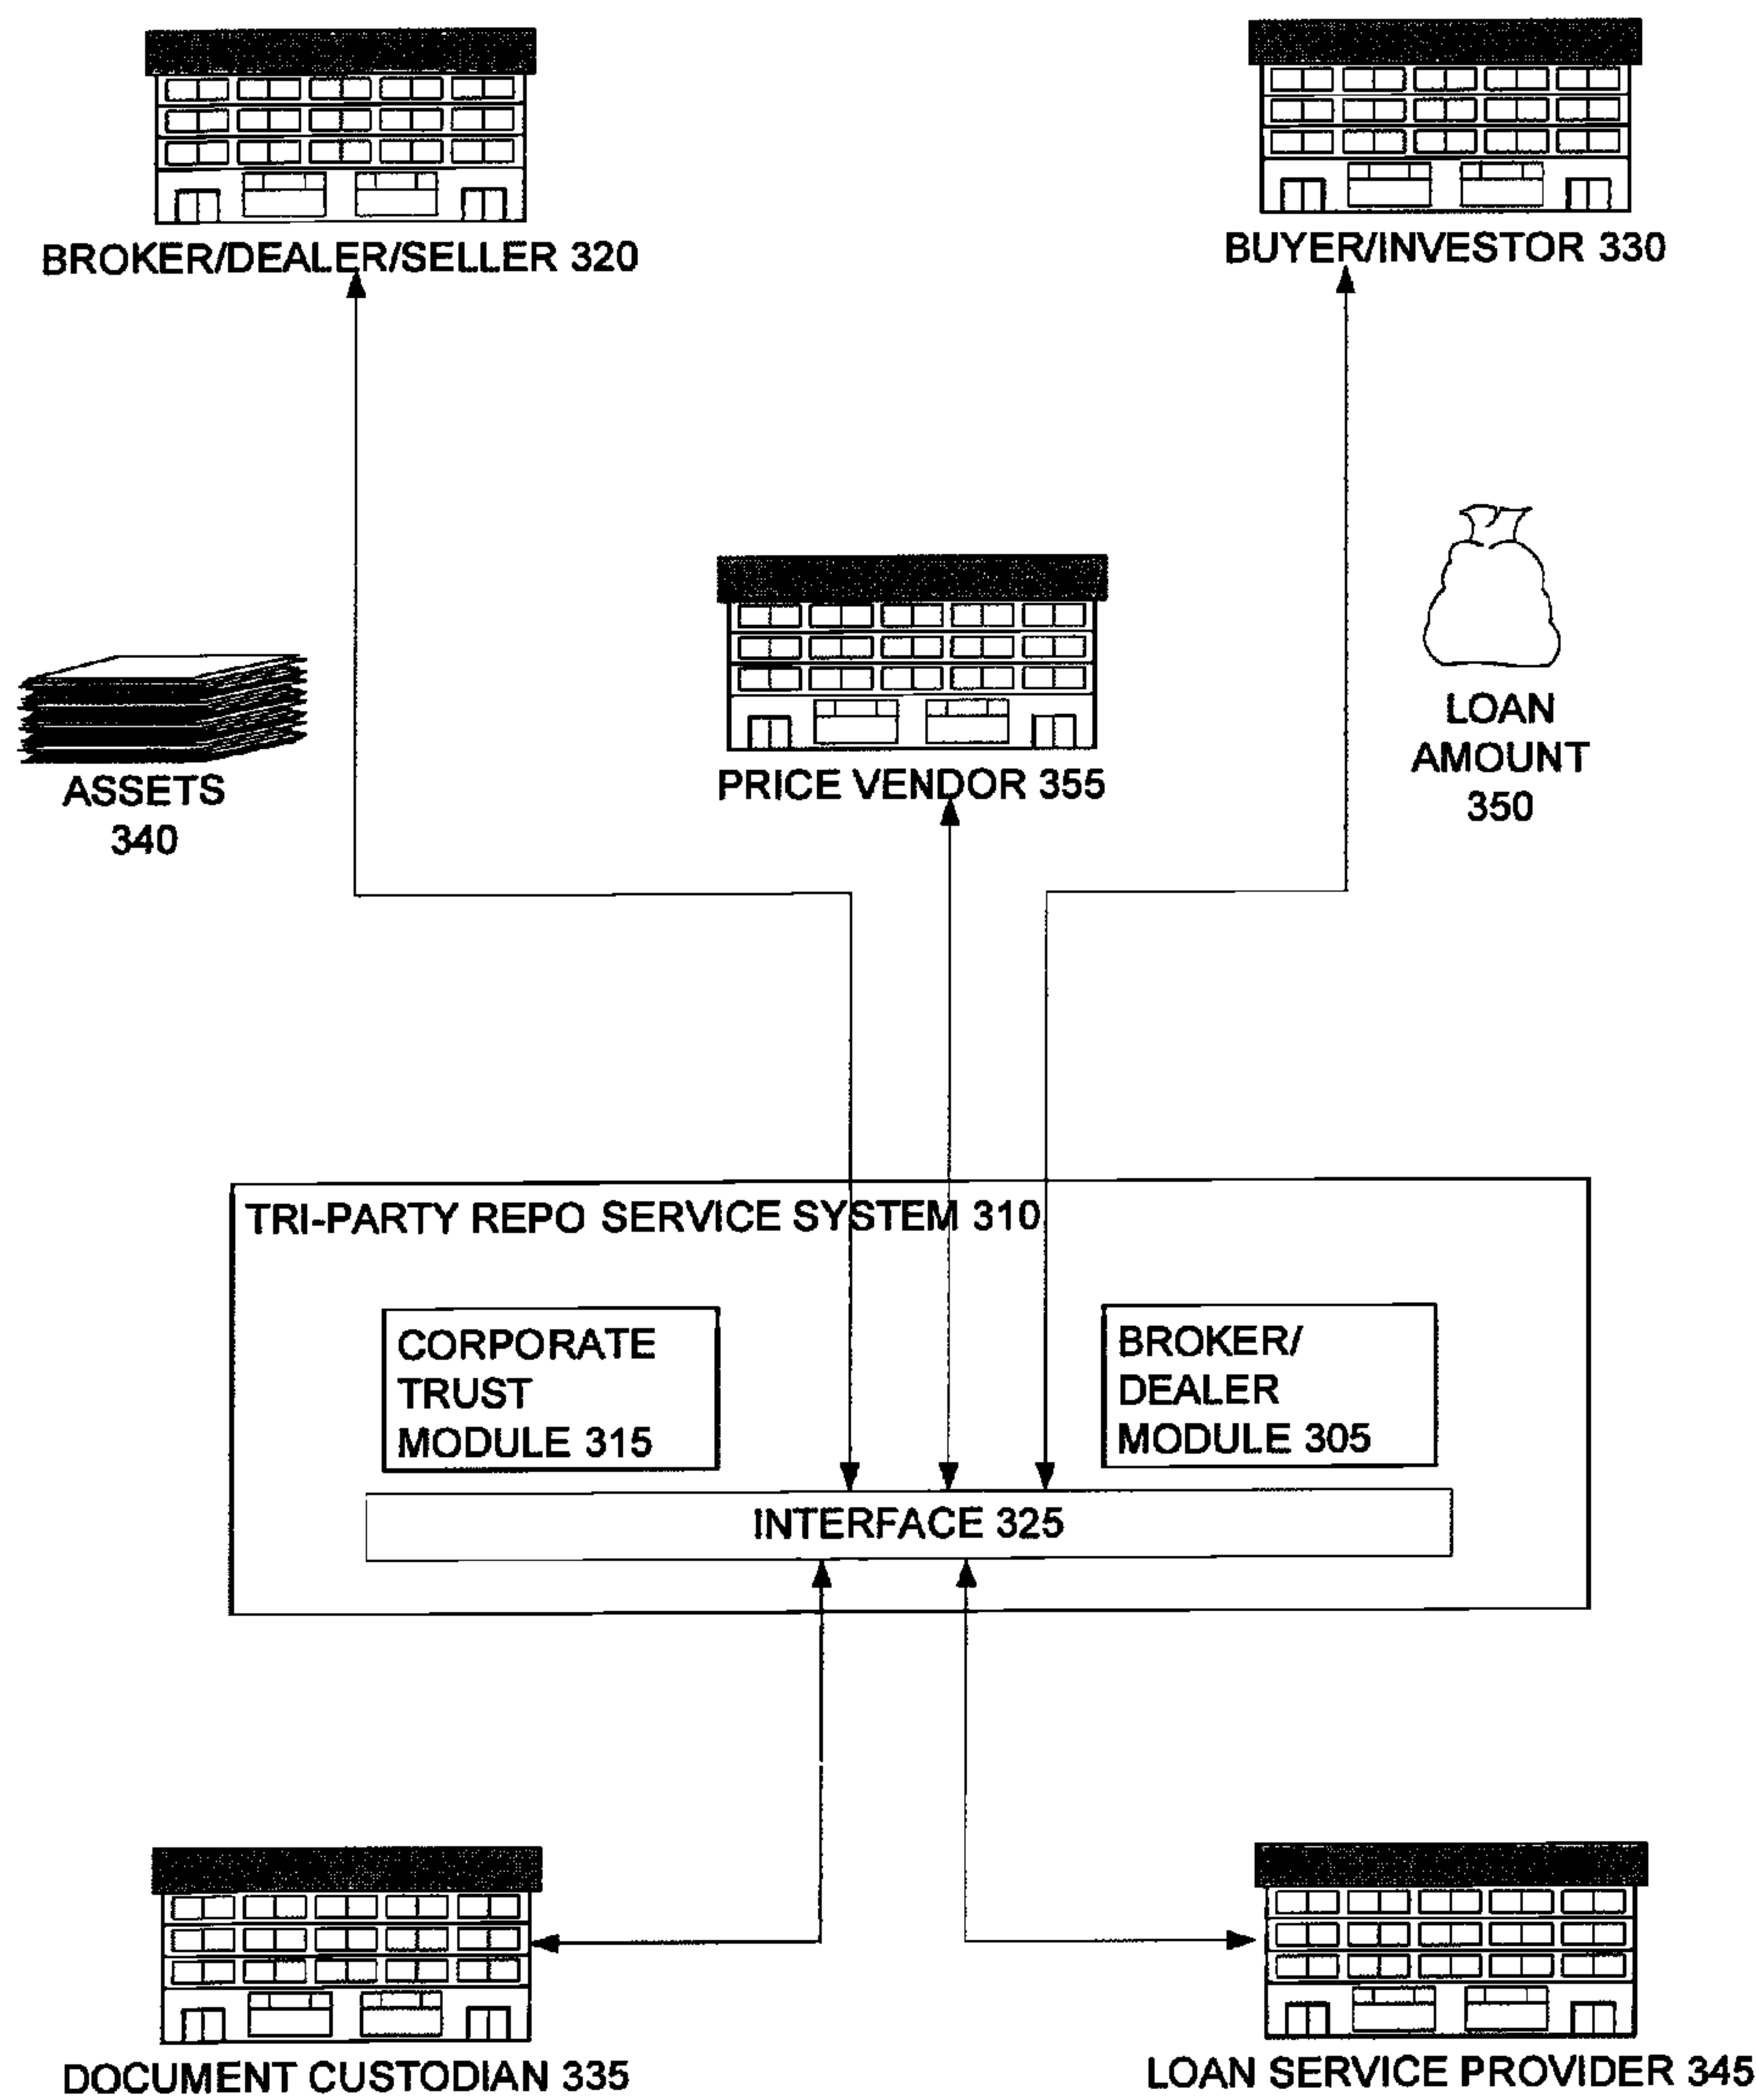 BROKER/DEALER/SELLER 320
BUYER/INVESTOR 330
ASSETS
340
PRICE VENDOR 355
LOAN
AMOUNT
350
TRI-PARTY REPO SERVICE SYSTEM 310
CORPORATE
TRUST
MODULE 315
BROKER/
DEALER
MODULE 305
INTERFACE 325
DOCUMENT CUSTODIAN 335
LOAN SERVICE PROVIDER 345